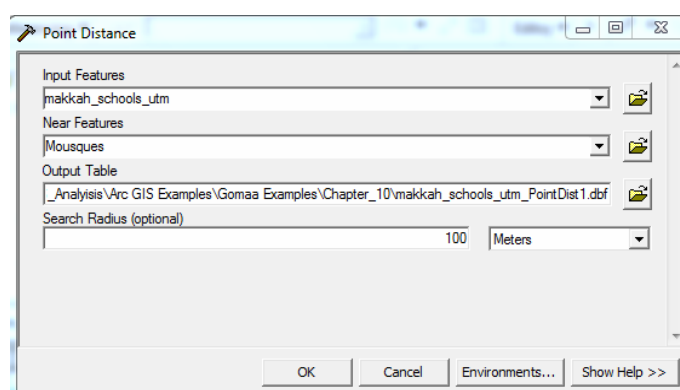 Point Distance
Input Features
makkah_schools_utm
Near Features
Mousques
Output Table
_Analyisis\Arc GIS Examples\Gomaa Examples\Chapter_10\makkah_schools_utm_PointDist1.dbf
Search Radius (optional)
100 Meters
OK Cancel Environments... Show Help >>